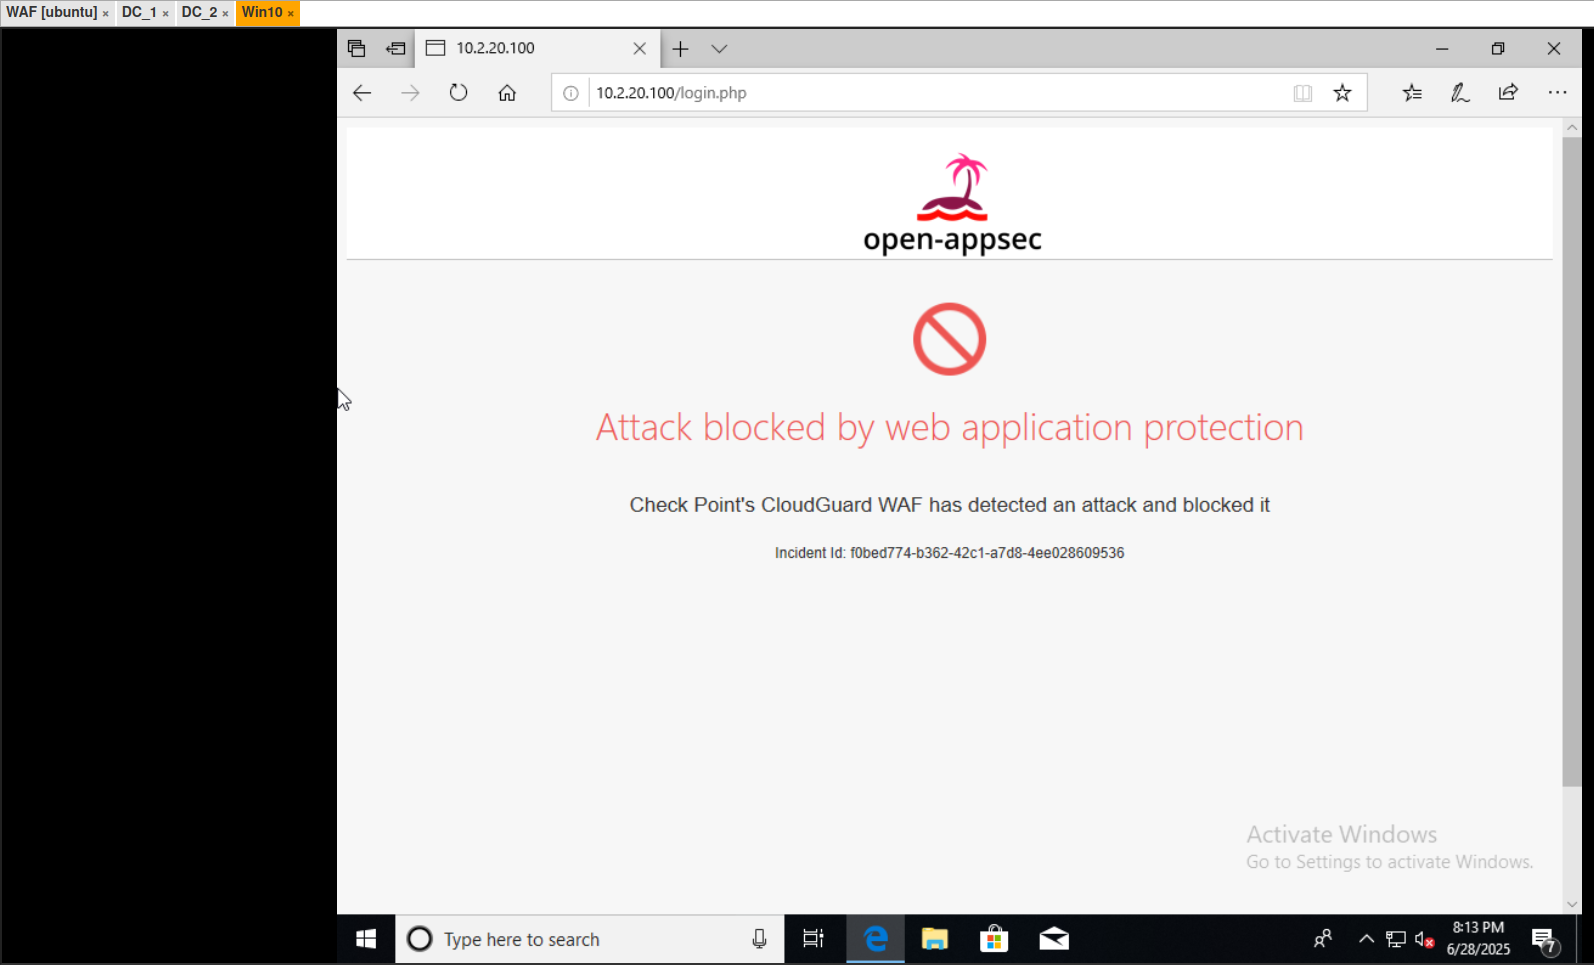 WAF [ubuntu] × DC_1 × DC_2 × Win10 ×
10.2.20.100
10.2.20.100/login.php
open-appsec
Attack blocked by web application protection
Check Point's CloudGuard WAF has detected an attack and blocked it
Incident Id: f0bed774-b362-42c1-a7d8-4ee028609536
Activate Windows
Go to Settings to activate Windows.
Type here to search
8:13 PM
6/28/2025
7